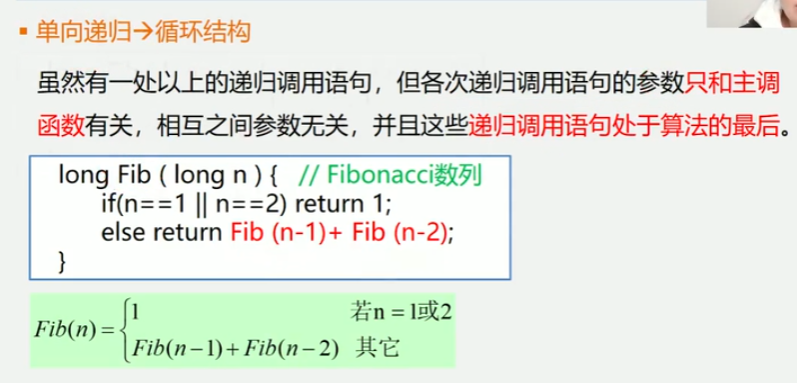 ▪ 单向递归→循环结构
虽然有一处以上的递归调用语句，但各次递归调用语句的参数只和主调
函数有关，相互之间参数无关，并且这些递归调用语句处于算法的最后。
long Fib ( long n ) { // Fibonacci数列
if(n==1 || n==2) return 1;
else return Fib (n-1)+ Fib (n-2);
}
Fib(n) = { 1 若n = 1或2
Fib(n−1)+Fib(n−2) 其它